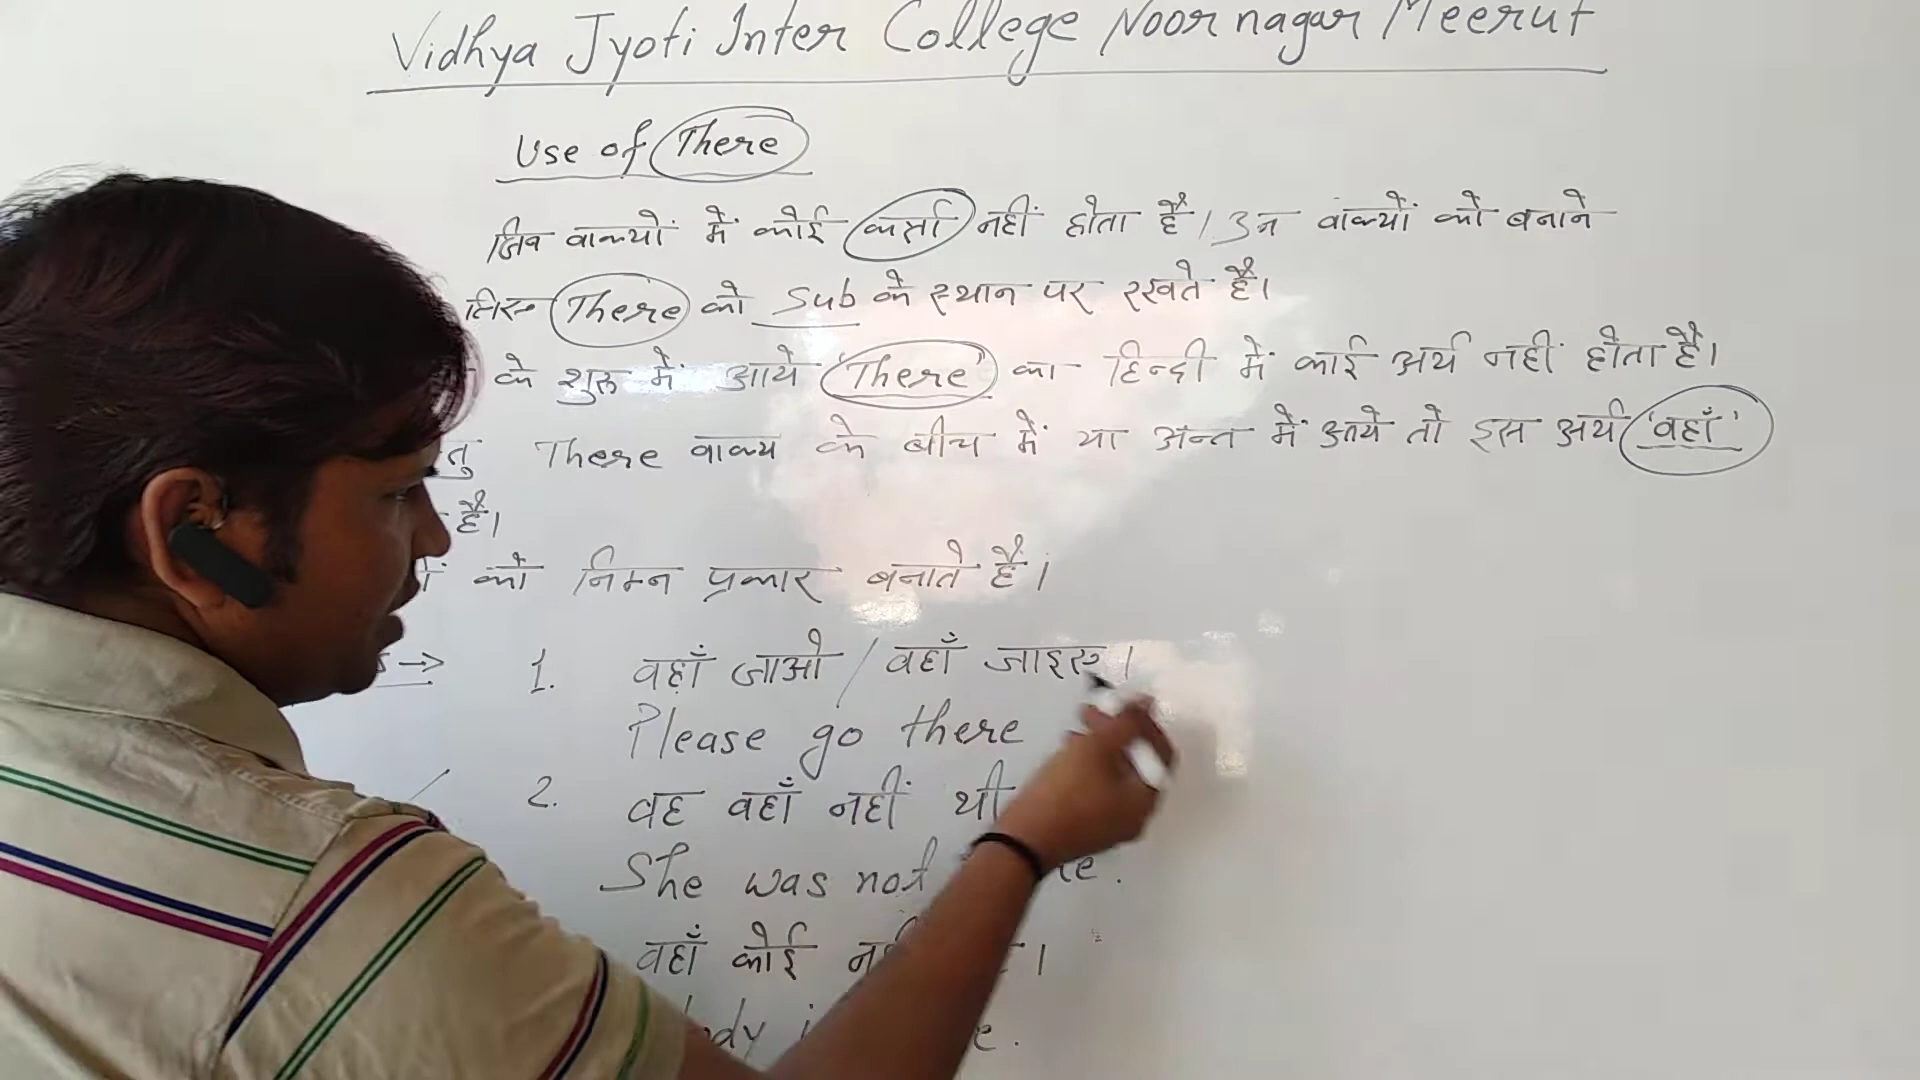 Vidhya Jyoti Inter College Noor nagar Meerut
Use of There
जिन वाक्यों में कोई कर्ता नहीं होता है। उन वाक्यों को बनाने
लिए There को Sub के स्थान पर रखते हैं।
के शुरू में आये 'There' का हिन्दी में काई अर्थ नहीं होता है।
तु There वाक्य के बीच में या अन्त में आये तो इस अर्थ 'वहाँ'
है।
को निम्न प्रकार बनाते हैं।
→ 1. वहाँ जाओ / वहाँ जाइए।
Please go there
2. वह वहाँ नहीं थी
She was not
वहाँ कोई